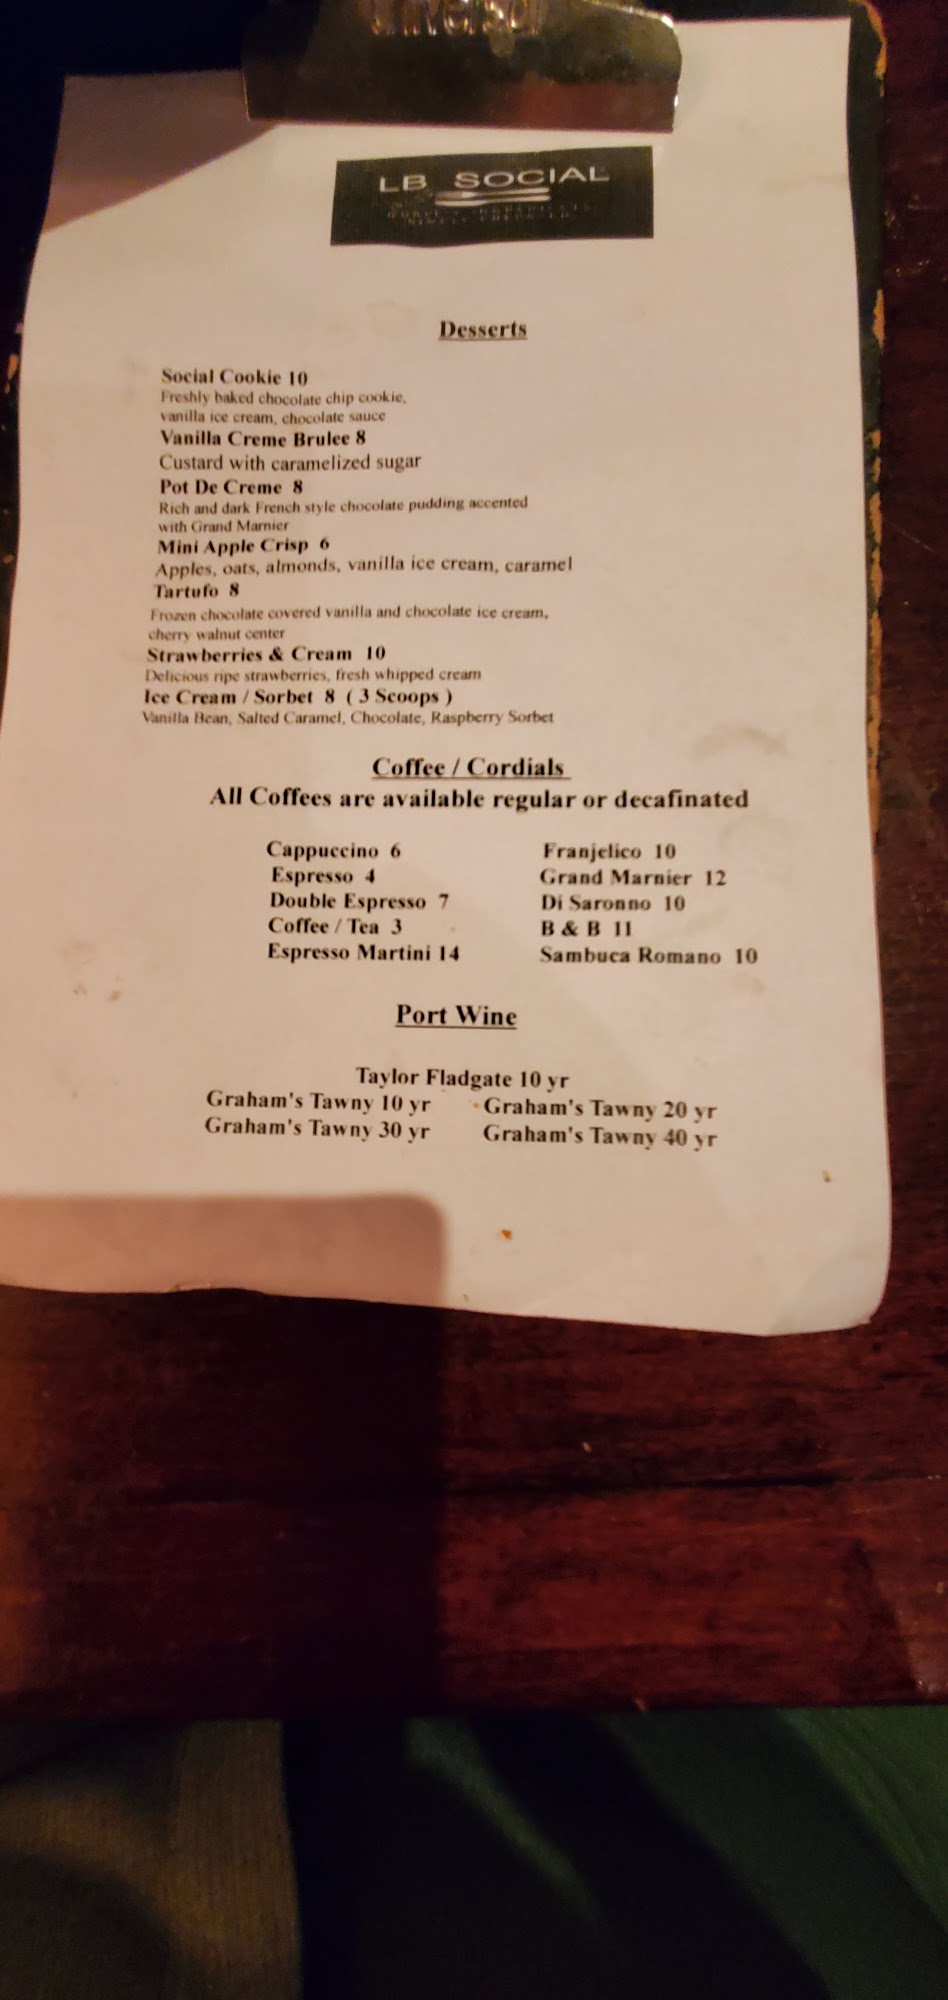 Universal
LB SOCIAL
Desserts
Social Cookie 10
Freshly baked chocolate chip cookie,
vanilla ice cream, chocolate sauce
Vanilla Creme Brulee 8
Custard with caramelized sugar
Pot De Creme 8
Rich and dark French style chocolate pudding accented
with Grand Marnier
Mini Apple Crisp 6
Apples, oats, almonds, vanilla ice cream, caramel
Tartufo 8
Frozen chocolate covered vanilla and chocolate ice cream,
cherry walnut center
Strawberries & Cream 10
Delicious ripe strawberries, fresh whipped cream
Ice Cream / Sorbet 8 ( 3 Scoops )
Vanilla Bean, Salted Caramel, Chocolate, Raspberry Sorbet
Coffee / Cordials
All Coffees are available regular or decafinated
Cappuccino 6
Espresso 4
Double Espresso 7
Coffee / Tea 3
Espresso Martini 14
Franjelico 10
Grand Marnier 12
Di Saronno 10
B & B 11
Sambuca Romano 10
Port Wine
Taylor Fladgate 10 yr
Graham's Tawny 10 yr Graham's Tawny 20 yr
Graham's Tawny 30 yr Graham's Tawny 40 yr